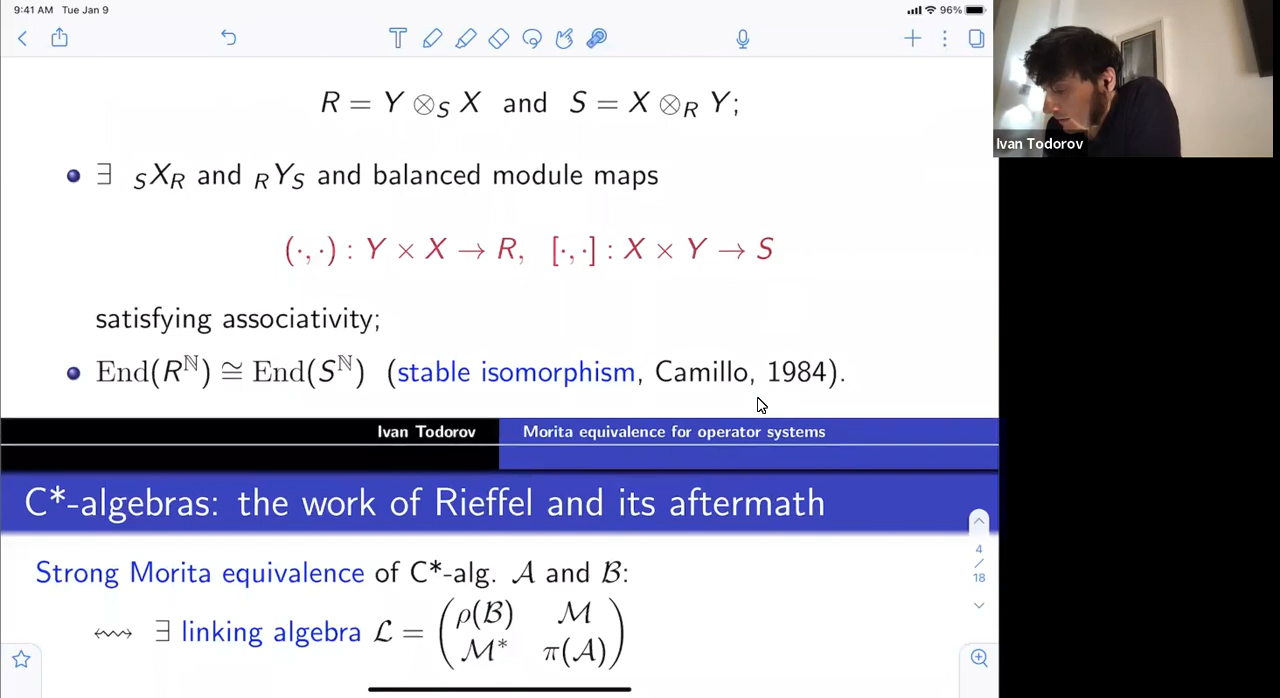 9:41 AM Tue Jan 9
96%
R = Y ⊗_S X and S = X ⊗_R Y;
∃ _S X_R and _R Y_S and balanced module maps
(·, ·) : Y × X → R, [·, ·] : X × Y → S
satisfying associativity;
End(R^ℕ) ≅ End(S^ℕ) (stable isomorphism, Camillo, 1984).
Ivan Todorov
Morita equivalence for operator systems
C*-algebras: the work of Rieffel and its aftermath
Strong Morita equivalence of C*-alg. 𝒜 and ℬ:
↭ ∃ linking algebra ℒ = ( ρ(ℬ) ℳ
ℳ* π(𝒜) )
4
/
18
Ivan Todorov